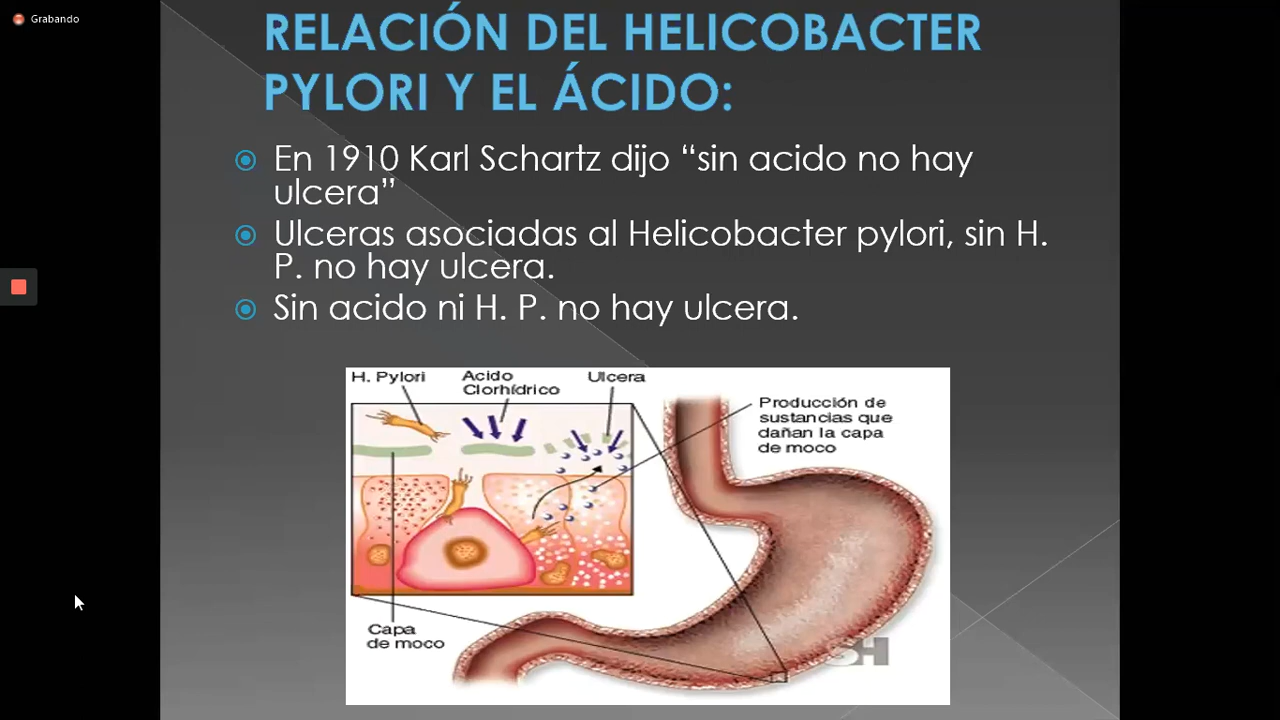 Grabando
RELACIÓN DEL HELICOBACTER
PYLORI Y EL ÁCIDO:
En 1910 Karl Schartz dijo “sin acido no hay
ulcera”
Ulceras asociadas al Helicobacter pylori, sin H.
P. no hay ulcera.
Sin acido ni H. P. no hay ulcera.
H. Pylori
Acido
Clorhídrico
Ulcera
Producción de
sustancias que
dañan la capa
de moco
Capa
de moco
SH